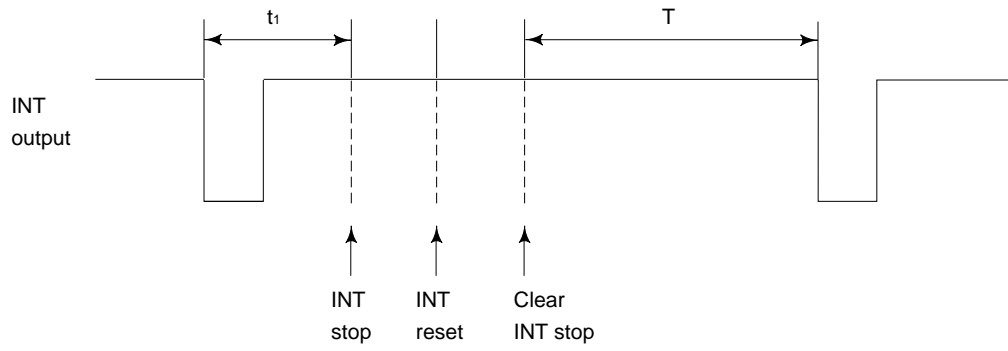 t₁
T
INT
output
INT
stop
INT
reset
Clear
INT stop